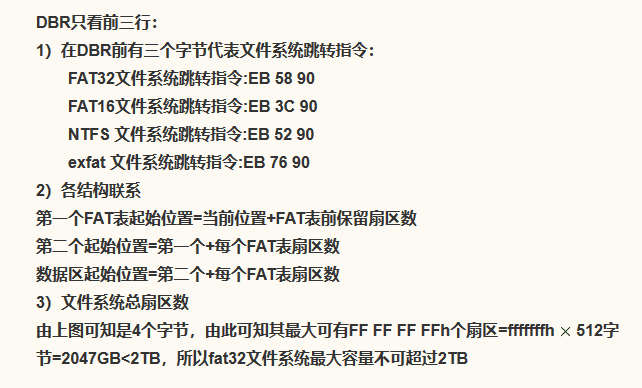 DBR只看前三行：
1）在DBR前有三个字节代表文件系统跳转指令：
FAT32文件系统跳转指令:EB 58 90
FAT16文件系统跳转指令:EB 3C 90
NTFS 文件系统跳转指令:EB 52 90
exfat 文件系统跳转指令:EB 76 90
2）各结构联系
第一个FAT表起始位置=当前位置+FAT表前保留扇区数
第二个起始位置=第一个+每个FAT表扇区数
数据区起始位置=第二个+每个FAT表扇区数
3）文件系统总扇区数
由上图可知是4个字节，由此可知其最大可有FF FF FF FFh个扇区=fffffffh × 512字
节=2047GB<2TB，所以fat32文件系统最大容量不可超过2TB